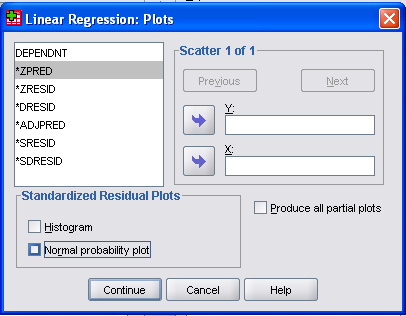 Linear Regression: Plots
DEPENDNT
*ZPRED
*ZRESID
*DRESID
*ADJPRED
*SRESID
*SDRESID
Scatter 1 of 1
Previous
Next
Y:
X:
Standardized Residual Plots
Histogram
Normal probability plot
Produce all partial plots
Continue
Cancel
Help